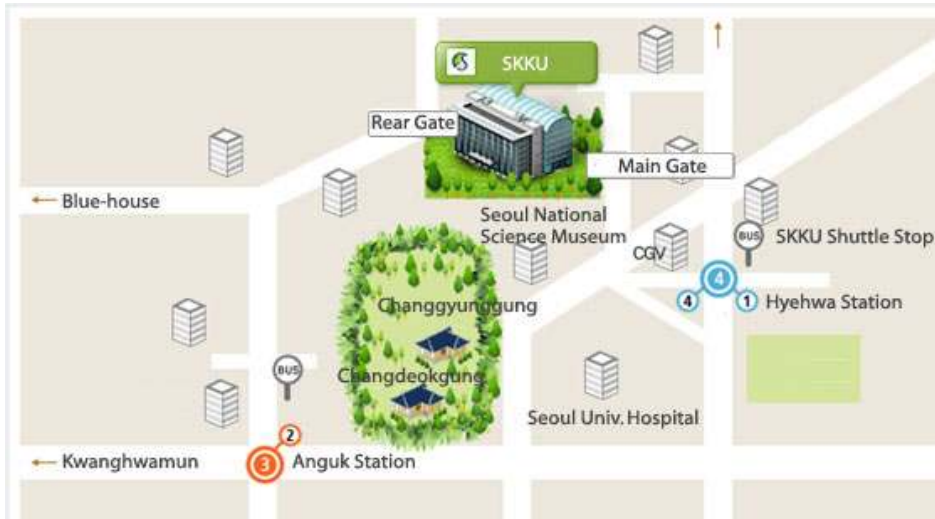 SKKU
Rear Gate
Main Gate
Blue-house
Seoul National
Science Museum
BUS
SKKU Shuttle Stop
CGV
4
4
1
Hyehwa Station
Changgyunggung
BUS
Changdeokgung
Seoul Univ. Hospital
2
Kwanghwamun
3
Anguk Station